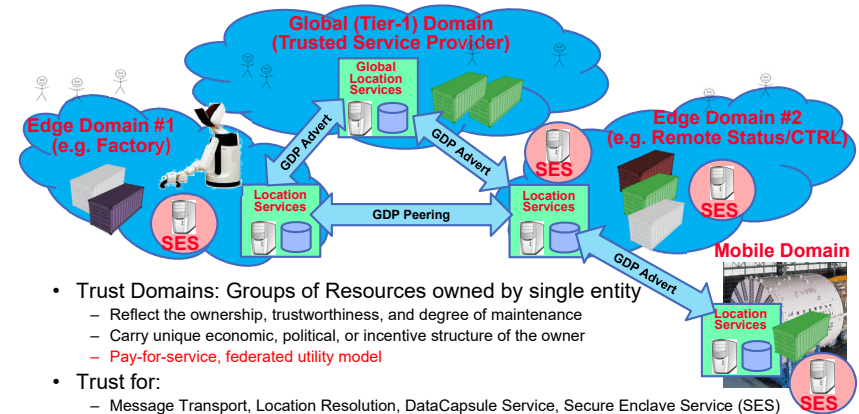 Global (Tier-1) Domain
(Trusted Service Provider)
Global
Location
Services
Edge Domain #1
(e.g. Factory)
Edge Domain #2
(e.g. Remote Status/CTRL)
GDP Advert
GDP Advert
SES
SES
SES
Location
Services
GDP Peering
Location
Services
Mobile Domain
GDP Advert
Location
Services
SES
• Trust Domains: Groups of Resources owned by single entity
– Reflect the ownership, trustworthiness, and degree of maintenance
– Carry unique economic, political, or incentive structure of the owner
– Pay-for-service, federated utility model
• Trust for:
– Message Transport, Location Resolution, DataCapsule Service, Secure Enclave Service (SES)